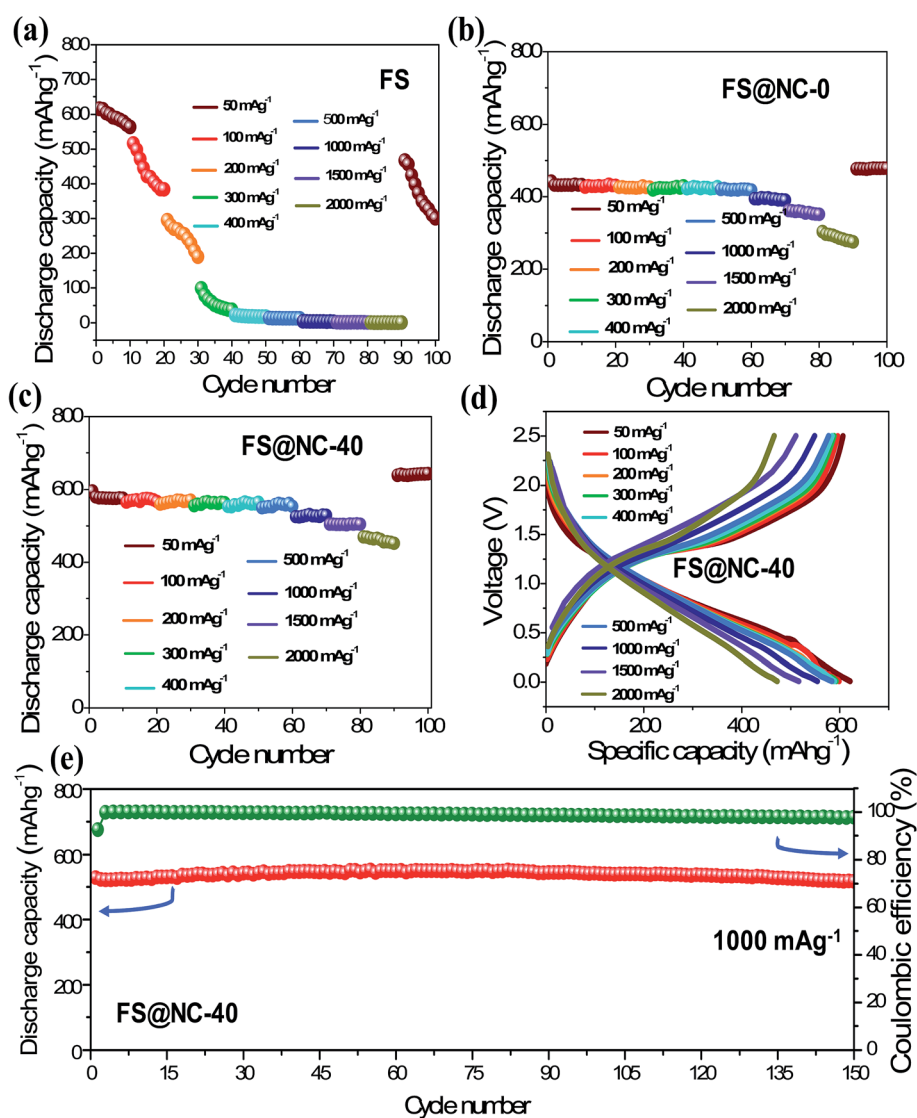 (a)
FS
Discharge capacity (mAhg⁻¹)
800
700
600
500
400
300
200
100
0
50 mAg⁻¹
100 mAg⁻¹
200 mAg⁻¹
300 mAg⁻¹
400 mAg⁻¹
500 mAg⁻¹
1000 mAg⁻¹
1500 mAg⁻¹
2000 mAg⁻¹
0 10 20 30 40 50 60 70 80 90 100
Cycle number
(b)
FS@NC-0
Discharge capacity (mAhg⁻¹)
800
600
400
200
0
50 mAg⁻¹
100 mAg⁻¹
200 mAg⁻¹
300 mAg⁻¹
400 mAg⁻¹
500 mAg⁻¹
1000 mAg⁻¹
1500 mAg⁻¹
2000 mAg⁻¹
0 20 40 60 80 100
Cycle number
(c)
FS@NC-40
Discharge capacity (mAhg⁻¹)
800
600
400
200
0
50 mAg⁻¹
100 mAg⁻¹
200 mAg⁻¹
300 mAg⁻¹
400 mAg⁻¹
500 mAg⁻¹
1000 mAg⁻¹
1500 mAg⁻¹
2000 mAg⁻¹
0 20 40 60 80 100
Cycle number
(d)
Voltage (V)
2.5
2.0
1.5
1.0
0.5
0.0
50 mAg⁻¹
100 mAg⁻¹
200 mAg⁻¹
300 mAg⁻¹
400 mAg⁻¹
FS@NC-40
500 mAg⁻¹
1000 mAg⁻¹
1500 mAg⁻¹
2000 mAg⁻¹
0 200 400 600
Specific capacity (mAhg⁻¹)
(e)
Discharge capacity (mAhg⁻¹)
800
700
600
500
400
300
200
100
0
1000 mAg⁻¹
FS@NC-40
0 15 30 45 60 75 90 105 120 135 150
Cycle number
100
80
60
40
20
0
Coulombic efficiency (%)